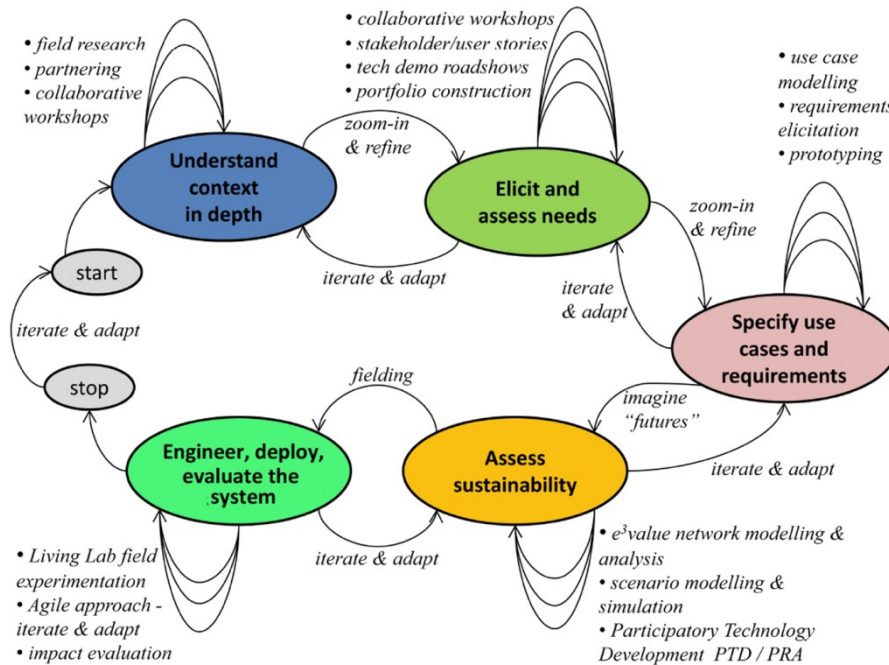 • field research
• partnering
• collaborative
workshops
• collaborative workshops
• stakeholder/user stories
• tech demo roadshows
• portfolio construction
• use case
modelling
• requirements
elicitation
• prototyping
zoom-in
& refine
Understand
context
in depth
Elicit and
assess needs
zoom-in
& refine
iterate & adapt
start
iterate
& adapt
iterate & adapt
Specify use
cases and
requirements
stop
fielding
imagine
"futures"
Engineer, deploy,
evaluate the
system
Assess
sustainability
iterate & adapt
iterate & adapt
• Living Lab field
experimentation
• Agile approach -
iterate & adapt
• impact evaluation
• e³value network modelling &
analysis
• scenario modelling &
simulation
• Participatory Technology
Development PTD / PRA